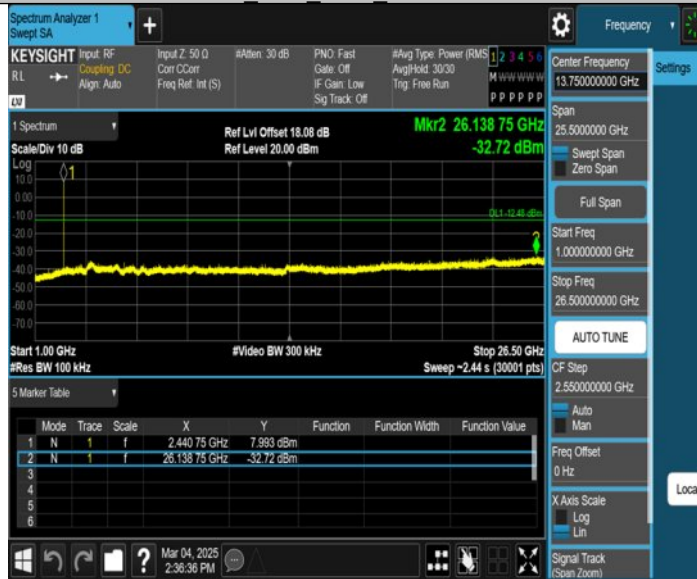 Spectrum Analyzer 1
Swept SA
+
Frequency
KEYSIGHT
RL
LXI
Input: RF
Coupling: DC
Align: Auto
Input Z: 50 Ω
Corr CCorr
Freq Ref: Int (S)
#Atten: 30 dB
PNO: Fast
Gate: Off
IF Gain: Low
Sig Track: Off
#Avg Type: Power (RMS
Avg|Hold: 30/30
Trig: Free Run
1 2 3 4 5 6
M W W W W W
P P P P P P
1 Spectrum
Scale/Div 10 dB
Ref Lvl Offset 18.08 dB
Ref Level 20.00 dBm
Mkr2 26.138 75 GHz
-32.72 dBm
Log
10.0
0.00
-10.0
-20.0
-30.0
-40.0
-50.0
-60.0
-70.0
1
DL1 -12.48 dBm
2
Start 1.00 GHz
#Res BW 100 kHz
#Video BW 300 kHz
Stop 26.50 GHz
Sweep ~2.44 s (30001 pts)
5 Marker Table
Mode Trace Scale X Y Function Function Width Function Value
1 N 1 f 2.440 75 GHz 7.993 dBm
2 N 1 f 26.138 75 GHz -32.72 dBm
3
4
5
6
?
Mar 04, 2025
2:36:36 PM
Center Frequency
13.750000000 GHz
Settings
Span
25.5000000 GHz
Swept Span
Zero Span
Full Span
Start Freq
1.000000000 GHz
Stop Freq
26.500000000 GHz
AUTO TUNE
CF Step
2.550000000 GHz
Auto
Man
Freq Offset
0 Hz
X Axis Scale
Log
Lin
Signal Track
(Span Zoom)
Loca